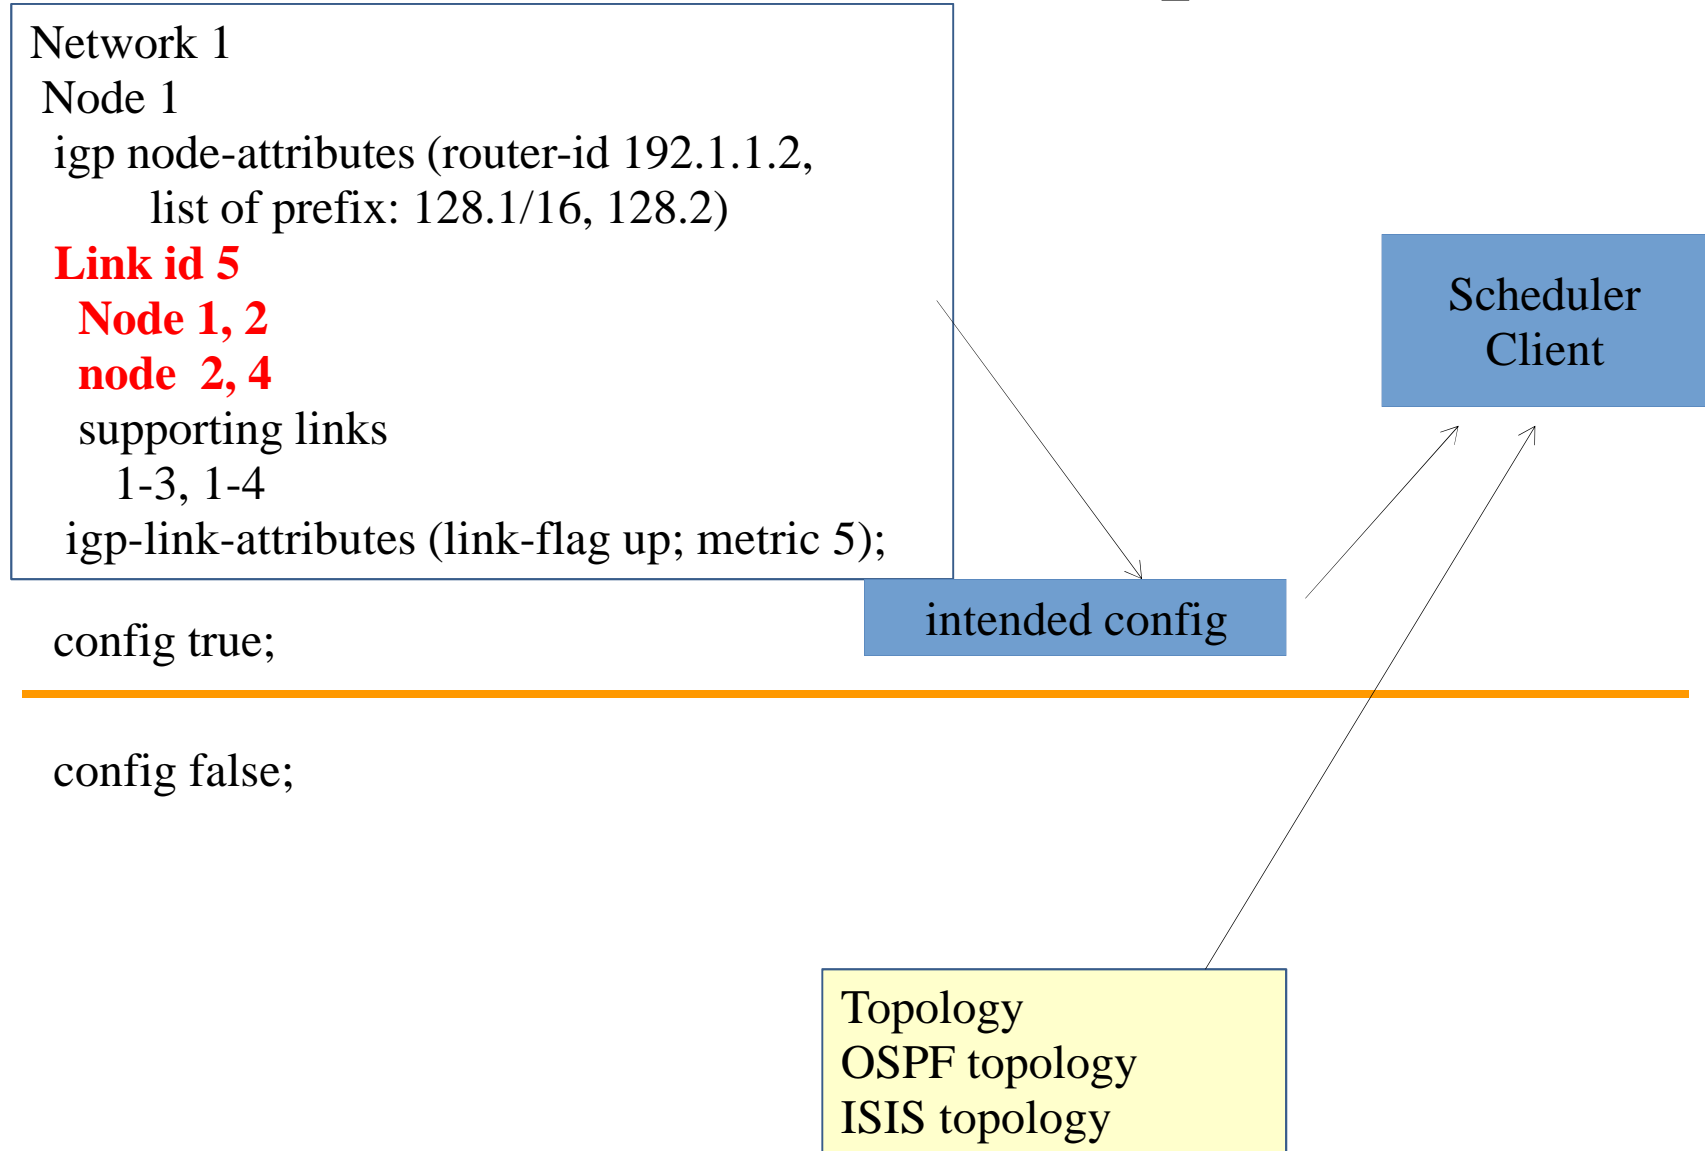 Network 1
Node 1
igp node-attributes (router-id 192.1.1.2,
list of prefix: 128.1/16, 128.2)
Link id 5
Node 1, 2
node 2, 4
supporting links
1-3, 1-4
igp-link-attributes (link-flag up; metric 5);
Scheduler
Client
intended config
config true;
config false;
Topology
OSPF topology
ISIS topology